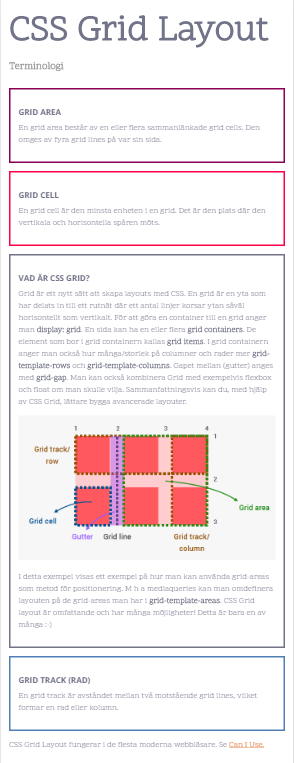 CSS Grid Layout
Terminologi
GRID AREA
En grid area består av en eller flera sammanlänkade grid cells. Den
omges av fyra grid lines på var sin sida.
GRID CELL
En grid cell är den minsta enheten i en grid. Det är den plats där den
vertikala och horisontella spåren möts.
VAD ÄR CSS GRID?
Grid är ett nytt sätt att skapa layouts med CSS. En grid är en yta som
har delats in till ett rutnät där ett antal linjer korsar ytan såväl
horisontellt som vertikalt. För att göra en container till en grid anger
man display: grid. En sida kan ha en eller flera grid containers. De
element som bor i grid containern kallas grid items. I grid containern
anger man också hur många/storlek på columner och rader mer grid-
template-rows och grid-template-columns. Gapet mellan (gutter) anges
med grid-gap. Man kan också kombinera Grid med exempelvis flexbox
och float om man skulle vilja. Sammanfattningsvis kan du, med hjälp
av CSS Grid, lättare bygga avancerade layouter.
1 2 3 4
1
Grid track/
row
2
Grid area
Grid cell
3
Gutter Grid line Grid track/
column
I detta exempel visas ett exempel på hur man kan använda grid-areas
som metod för positionering. M h a mediaqueries kan man omdefinera
layouten på de grid-areas man har i grid-template-areas. CSS Grid
layout är omfattande och har många möjligheter! Detta är bara en av
många :-)
GRID TRACK (RAD)
En grid track är avståndet mellan två motstående grid lines, vilket
formar en rad eller kolumn.
CSS Grid Layout fungerar i de flesta moderna webbläsare. Se Can I Use.